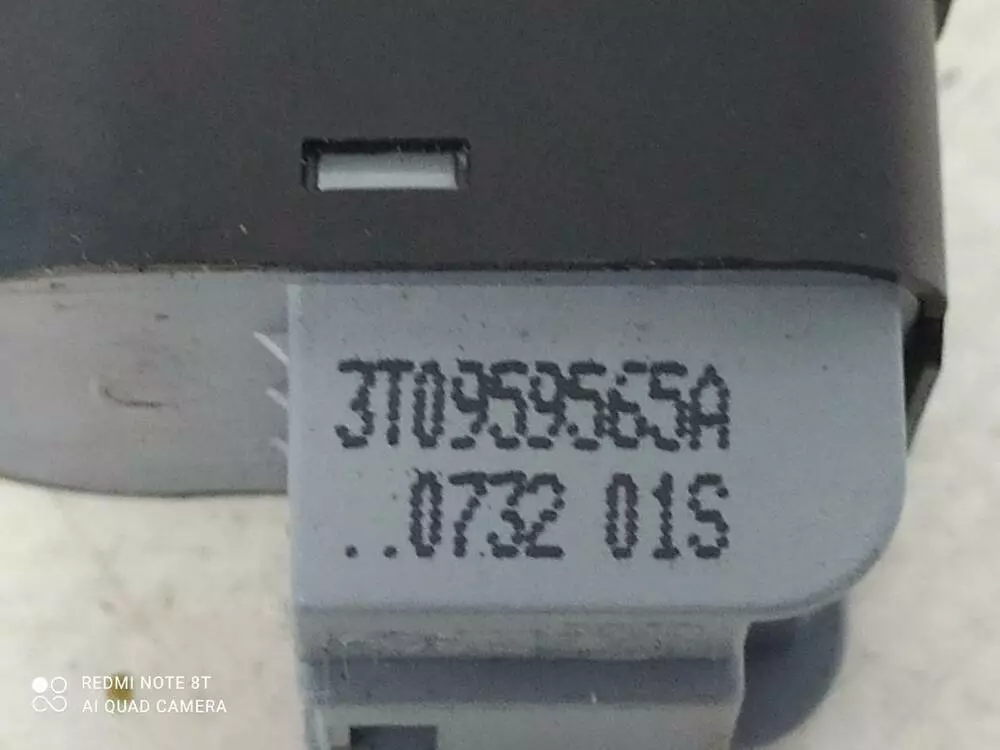 3T0959565A
..0732 01S
REDMI NOTE 8T
AI QUAD CAMERA